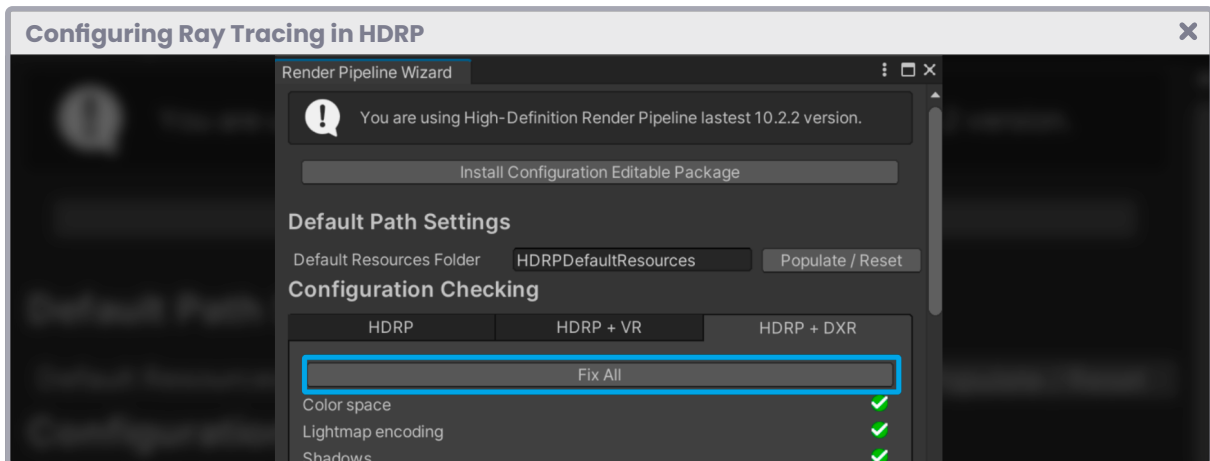 Configuring Ray Tracing in HDRP
Render Pipeline Wizard
You are using High-Definition Render Pipeline lastest 10.2.2 version.
Install Configuration Editable Package
Default Path Settings
Default Resources Folder HDRPDefaultResources Populate / Reset
Configuration Checking
HDRP HDRP + VR HDRP + DXR
Fix All
Color space
Lightmap encoding
Shadows